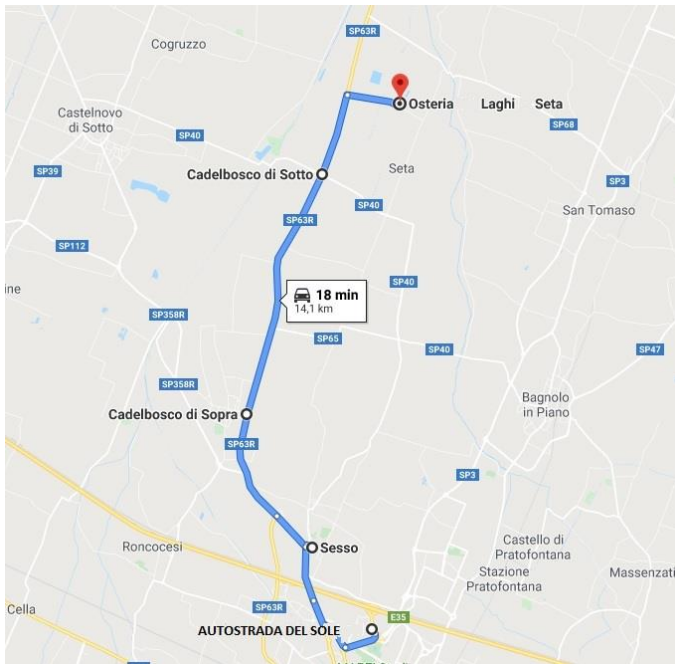 SP63R
Cogruzzo
Osteria Laghi Seta
Castelnovo
di Sotto
SP68
SP40
SP39
Cadelbosco di Sotto
Seta
SP3
SP40
San Tomaso
SP63R
SP112
SP40
ine
18 min
14,1 km
SP358R
SP65
SP40
SP47
SP358R
Bagnolo
in Piano
Cadelbosco di Sopra
SP63R
SP3
Roncocesi
Sesso
Castello di
Pratofontana
Stazione
Pratofontana
Massenzati
Cella
SP63R
E35
AUTOSTRADA DEL SOLE